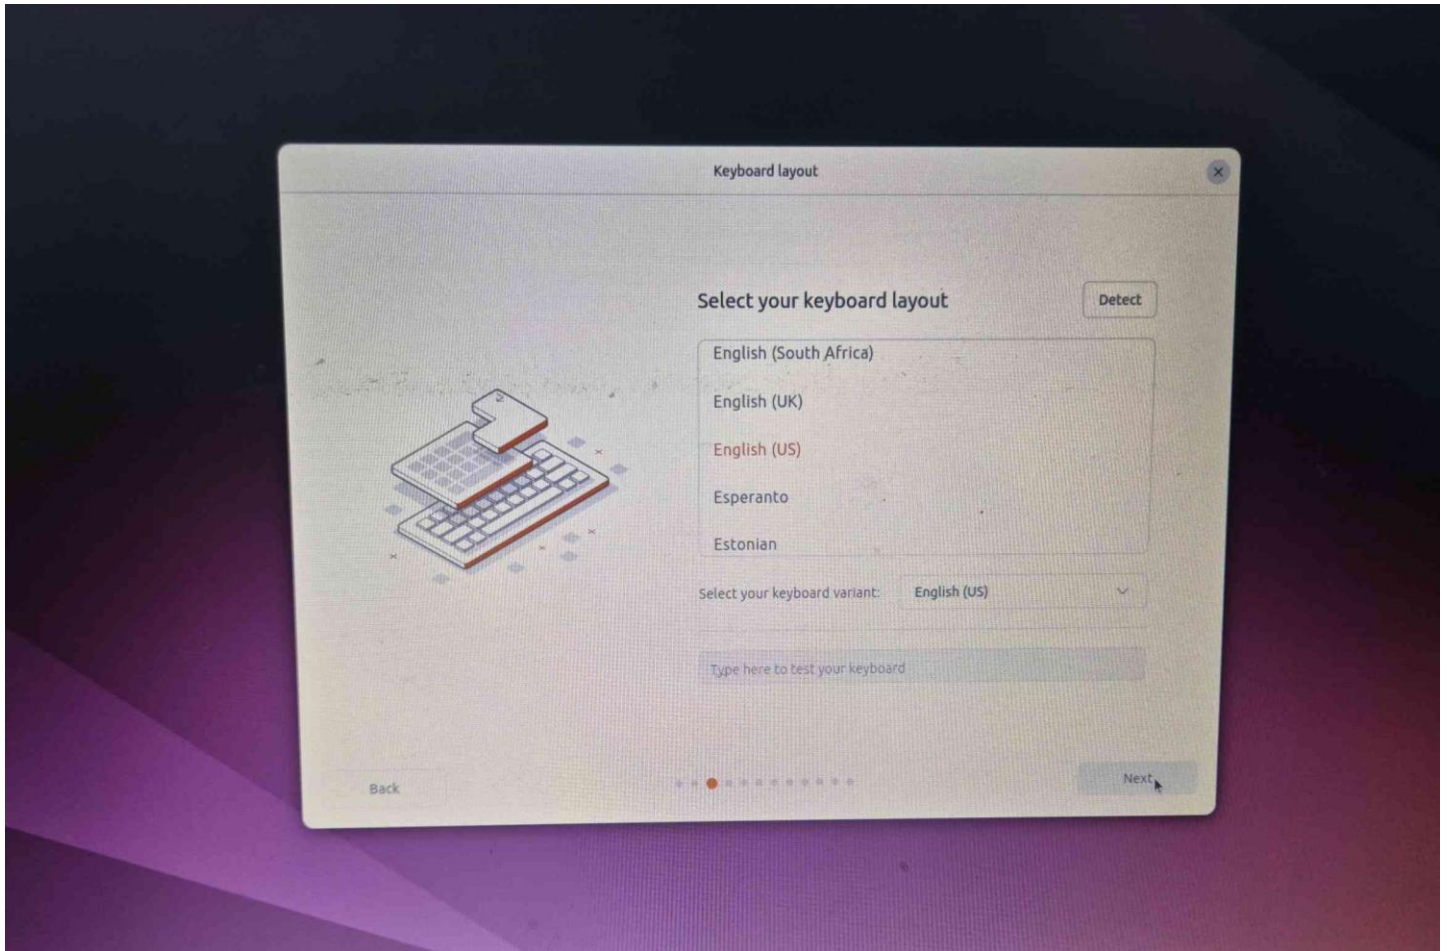 Keyboard layout
Select your keyboard layout
Detect
English (South Africa)
English (UK)
English (US)
Esperanto
Estonian
Select your keyboard variant:
English (US)
Type here to test your keyboard
Back
Next